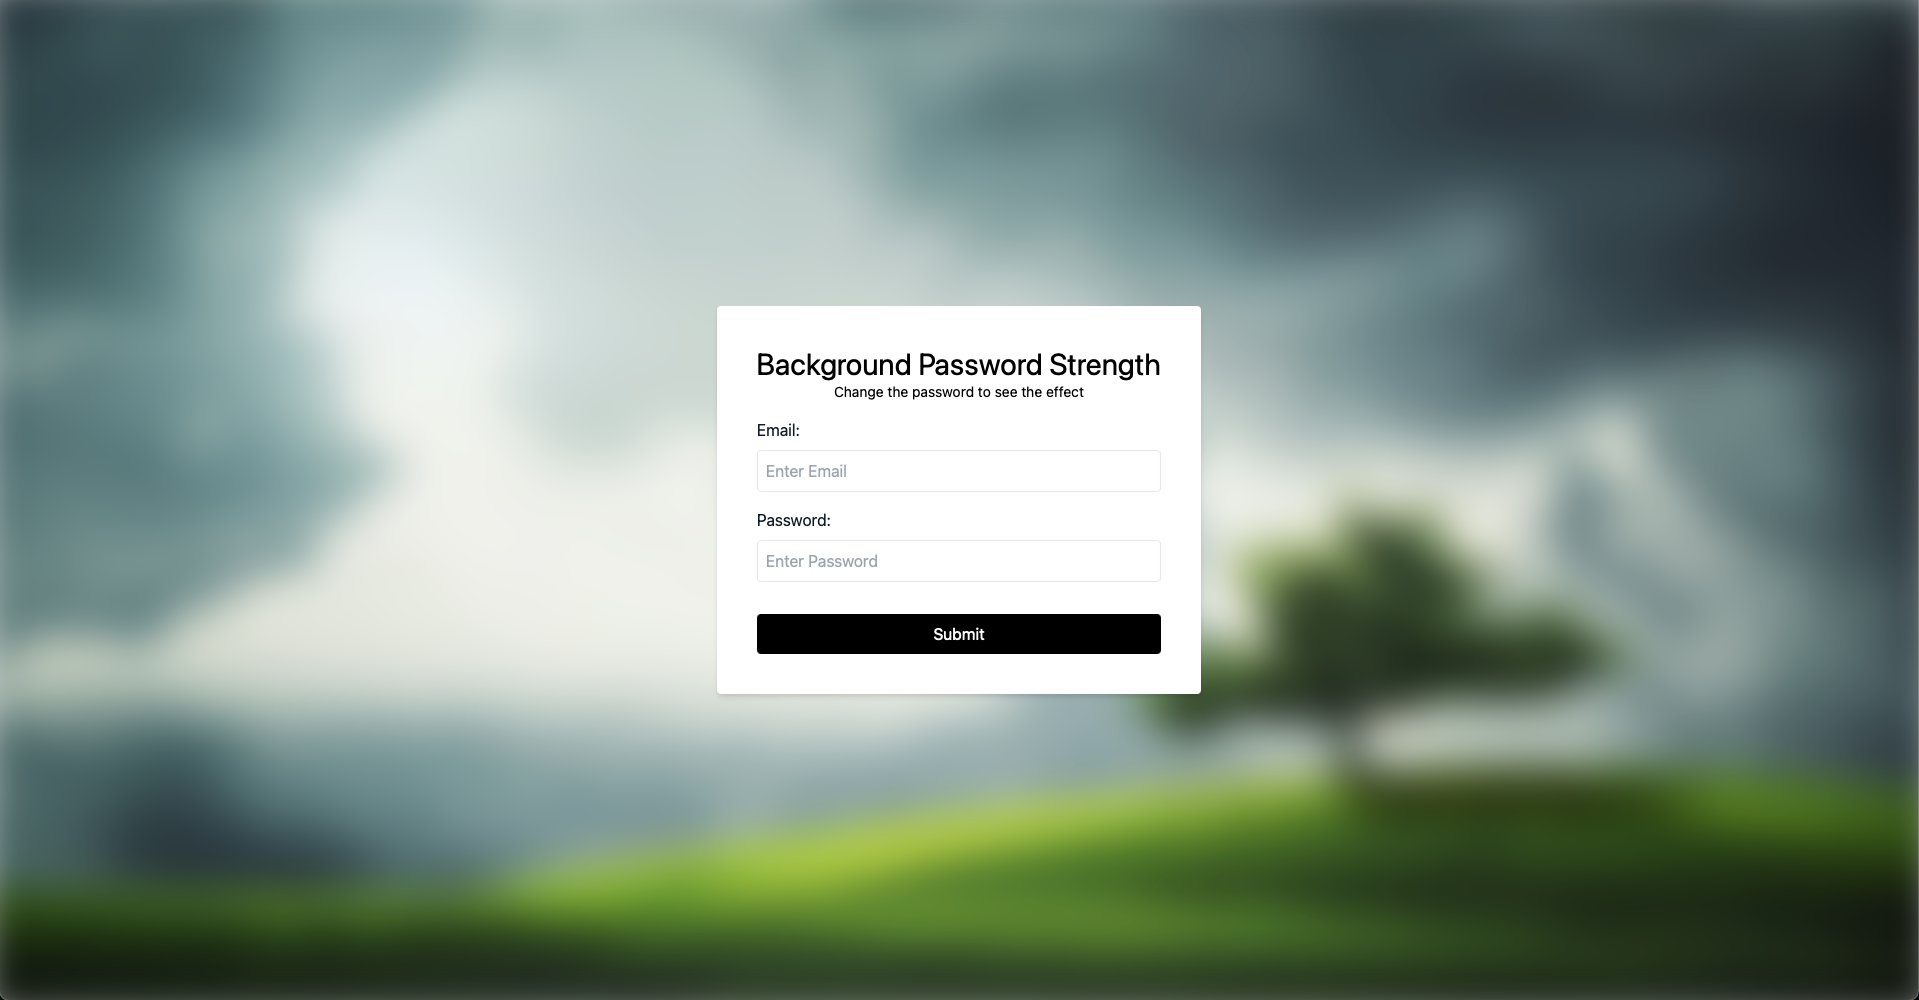 Background Password Strength
Change the password to see the effect
Email:
Enter Email
Password:
Enter Password
Submit